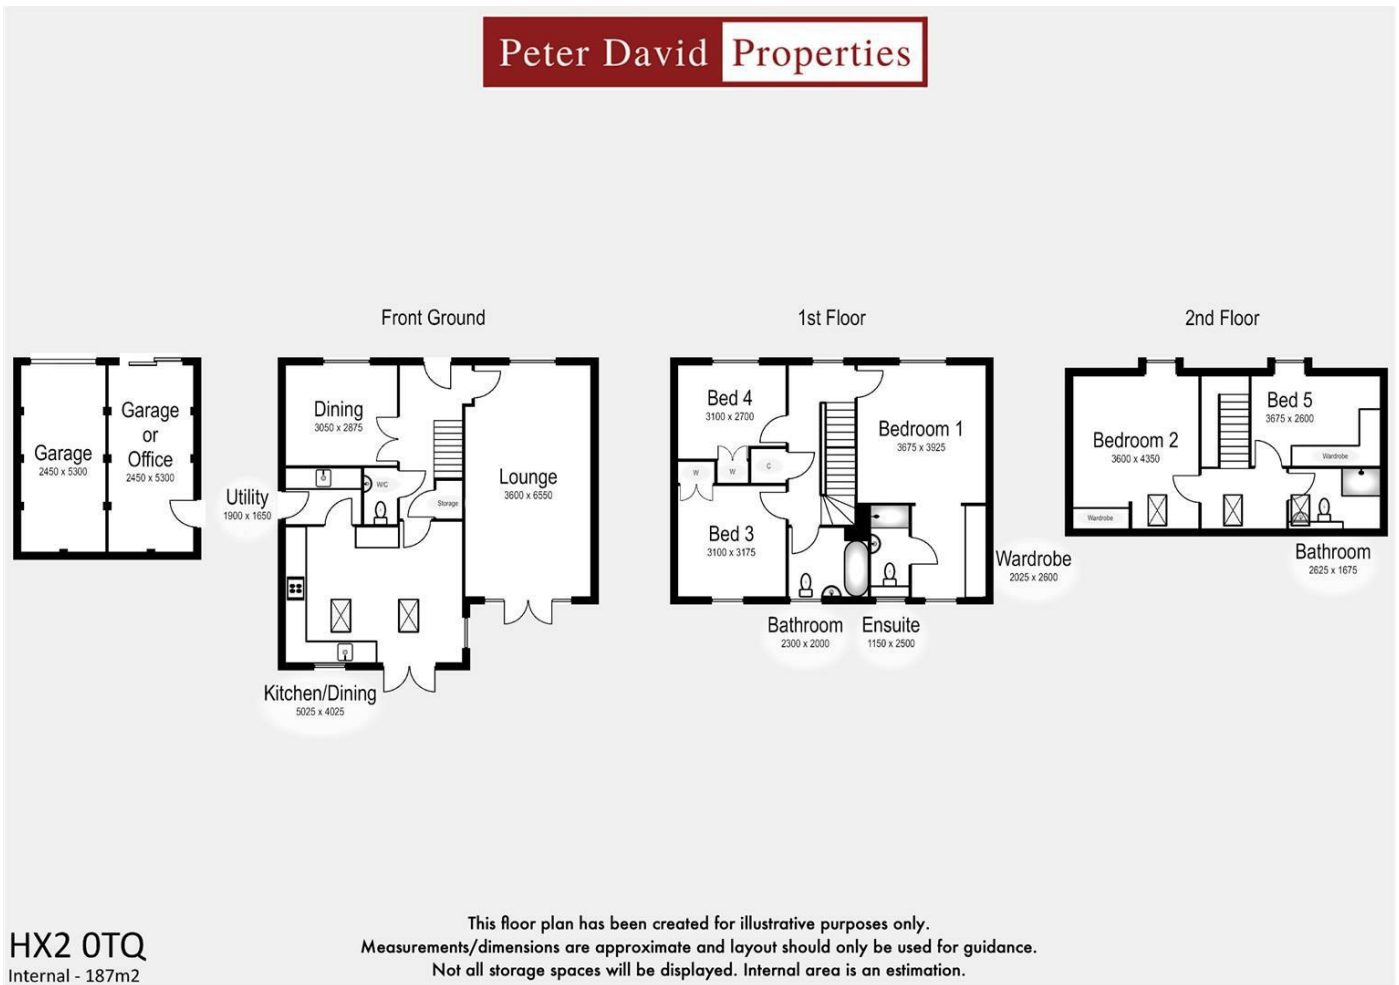 Peter David Properties
Front Ground
1st Floor
2nd Floor
Garage
2450 x 5300
Garage
or
Office
2450 x 5300
Dining
3050 x 2875
Utility
1900 x 1650
WC
Storage
Lounge
3600 x 6550
Kitchen/Dining
5025 x 4025
Bed 4
3100 x 2700
W
W
C
Bed 3
3100 x 3175
Bedroom 1
3675 x 3925
Wardrobe
2025 x 2600
Bathroom
2300 x 2000
Ensuite
1150 x 2500
Bedroom 2
3600 x 4350
Wardrobe
Bed 5
3675 x 2600
Wardrobe
Bathroom
2625 x 1675
HX2 0TQ
Internal - 187m2
This floor plan has been created for illustrative purposes only.
Measurements/dimensions are approximate and layout should only be used for guidance.
Not all storage spaces will be displayed. Internal area is an estimation.